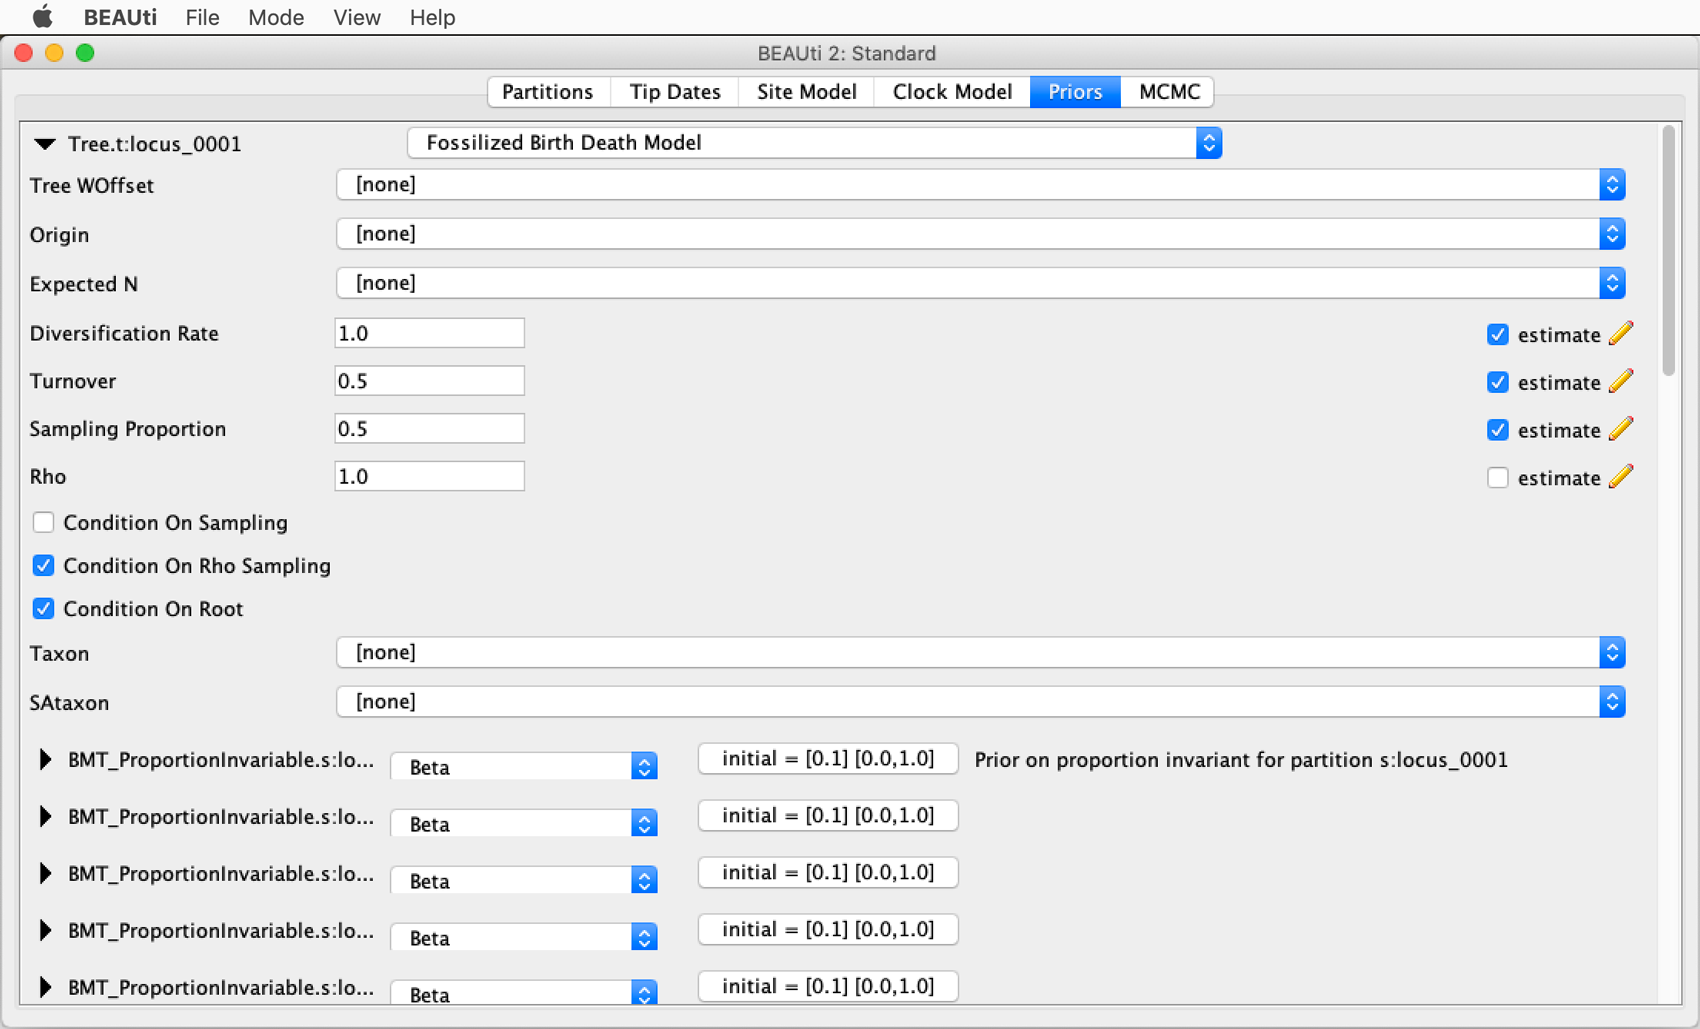 BEAUti File Mode View Help
BEAUti 2: Standard
Partitions Tip Dates Site Model Clock Model Priors MCMC
Tree.t:locus_0001 Fossilized Birth Death Model
Tree WOffset [none]
Origin [none]
Expected N [none]
Diversification Rate 1.0 estimate
Turnover 0.5 estimate
Sampling Proportion 0.5 estimate
Rho 1.0 estimate
Condition On Sampling
Condition On Rho Sampling
Condition On Root
Taxon [none]
SAtaxon [none]
BMT_ProportionInvariable.s:lo... Beta initial = [0.1] [0.0,1.0] Prior on proportion invariant for partition s:locus_0001
BMT_ProportionInvariable.s:lo... Beta initial = [0.1] [0.0,1.0]
BMT_ProportionInvariable.s:lo... Beta initial = [0.1] [0.0,1.0]
BMT_ProportionInvariable.s:lo... Beta initial = [0.1] [0.0,1.0]
BMT_ProportionInvariable.s:lo... Beta initial = [0.1] [0.0,1.0]